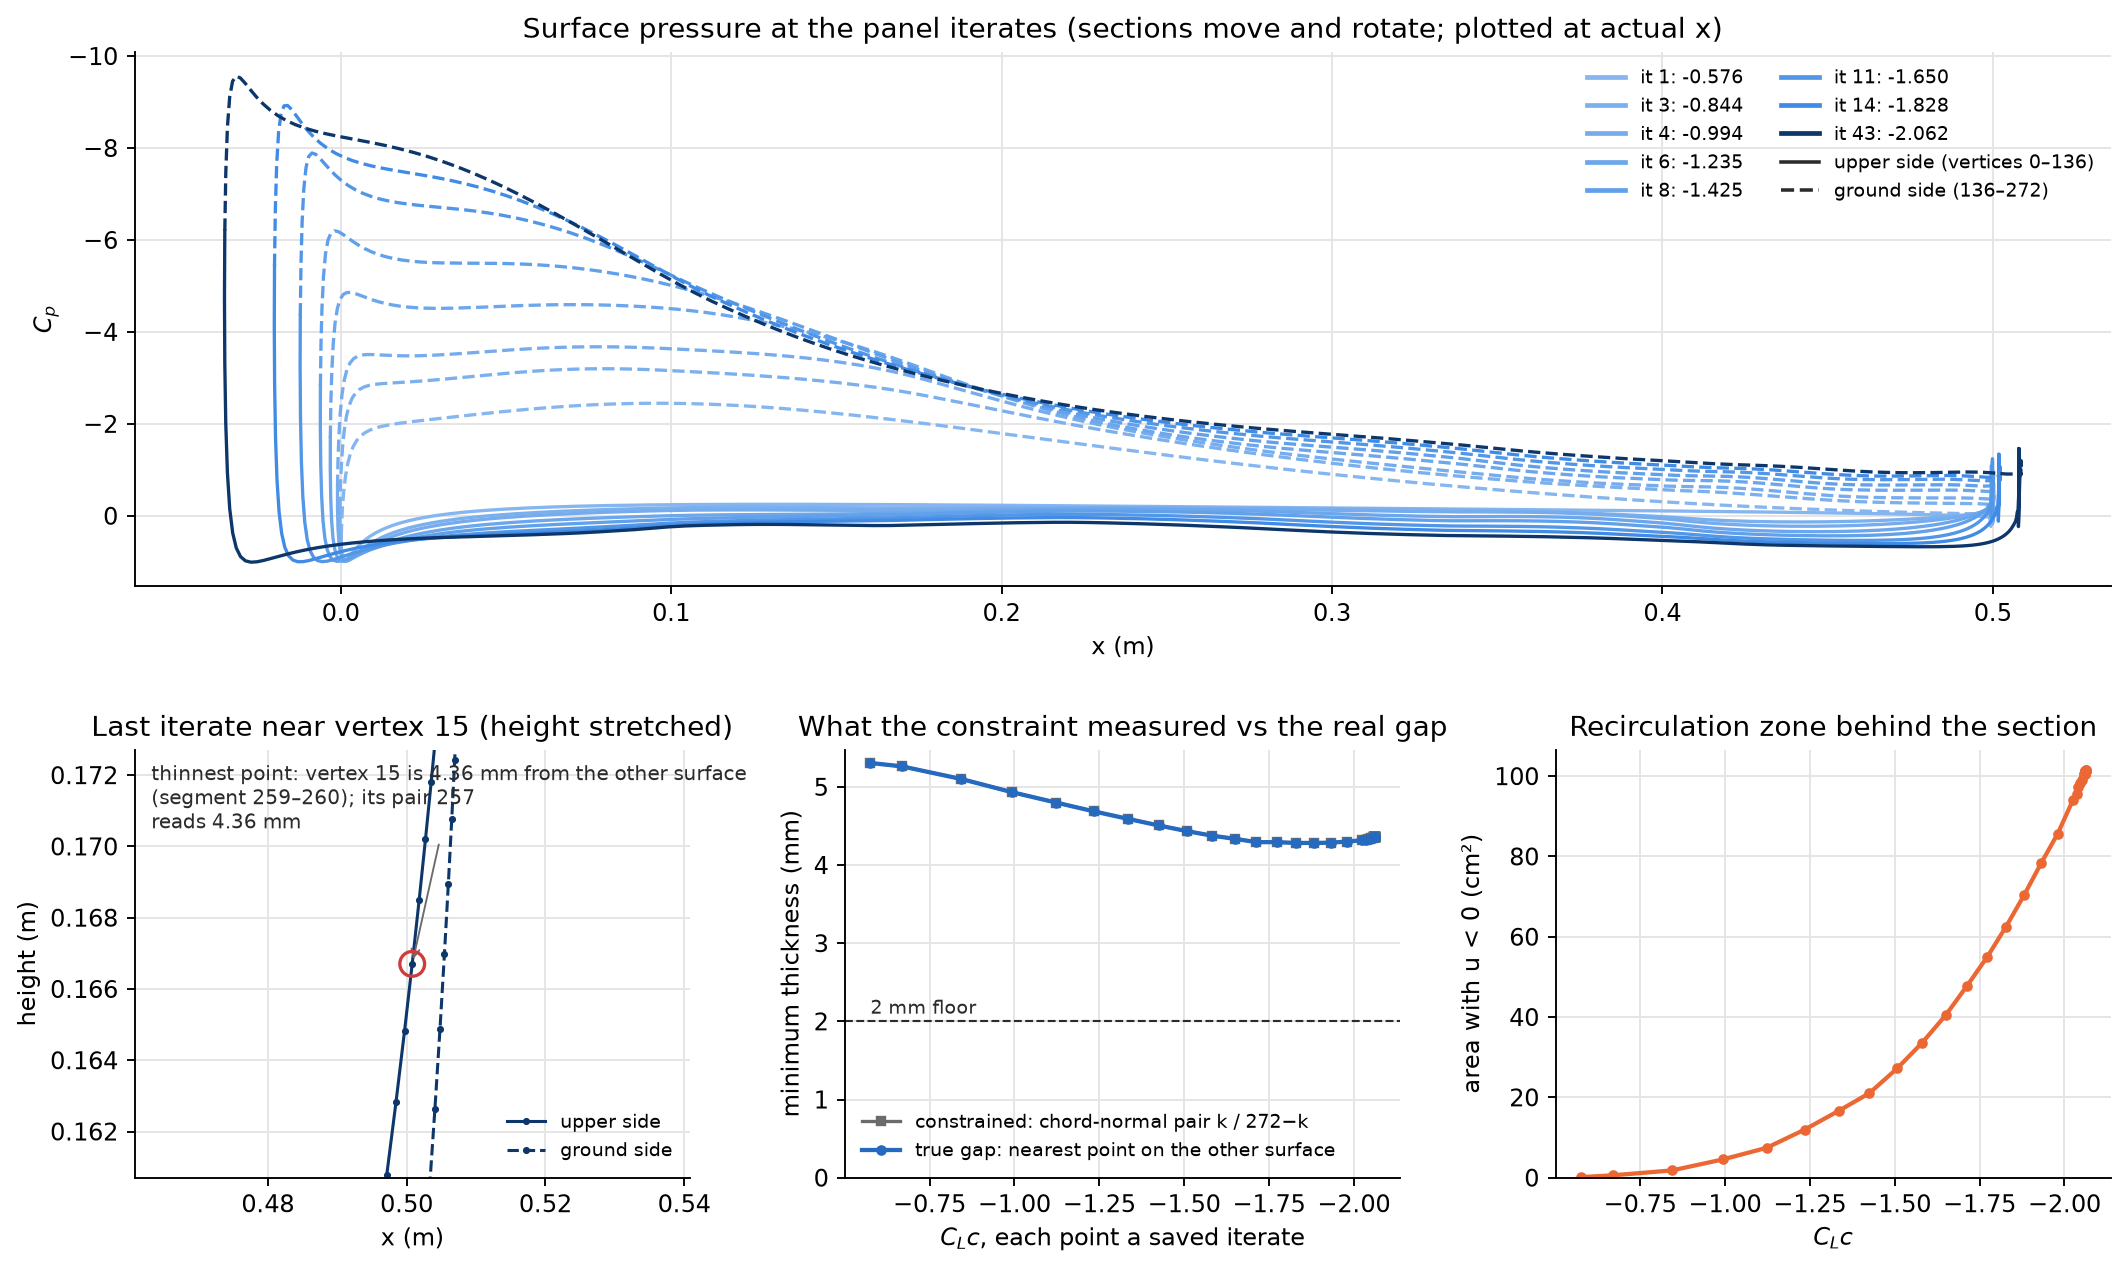 Surface pressure at the panel iterates (sections move and rotate; plotted at actual x)
−10
−8
−6
−4
−2
0
Cp
it 1: -0.576
it 3: -0.844
it 4: -0.994
it 6: -1.235
it 8: -1.425
it 11: -1.650
it 14: -1.828
it 43: -2.062
upper side (vertices 0–136)
ground side (136–272)
0.0 0.1 0.2 0.3 0.4 0.5
x (m)
Last iterate near vertex 15 (height stretched)
thinnest point: vertex 15 is 4.36 mm from the other surface
(segment 259–260); its pair 257
reads 4.36 mm
0.172
0.170
0.168
0.166
0.164
0.162
height (m)
upper side
ground side
0.48 0.50 0.52 0.54
x (m)
What the constraint measured vs the real gap
5
4
3
2
1
0
minimum thickness (mm)
2 mm floor
constrained: chord-normal pair k / 272−k
true gap: nearest point on the other surface
−0.75 −1.00 −1.25 −1.50 −1.75 −2.00
CLc, each point a saved iterate
Recirculation zone behind the section
100
80
60
40
20
0
area with u < 0 (cm²)
−0.75 −1.00 −1.25 −1.50 −1.75 −2.00
CLc